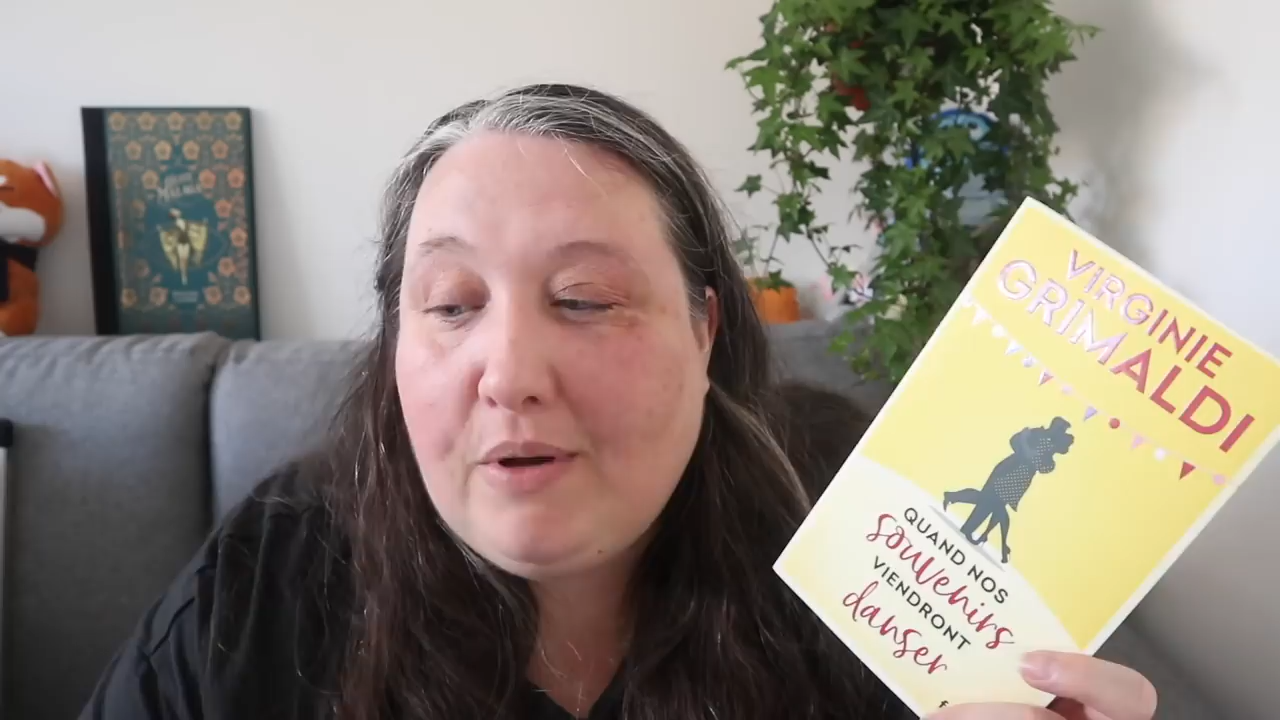 VIRGINIE
GRIMALDI
QUAND NOS
souvenirs
VIENDRONT
danser